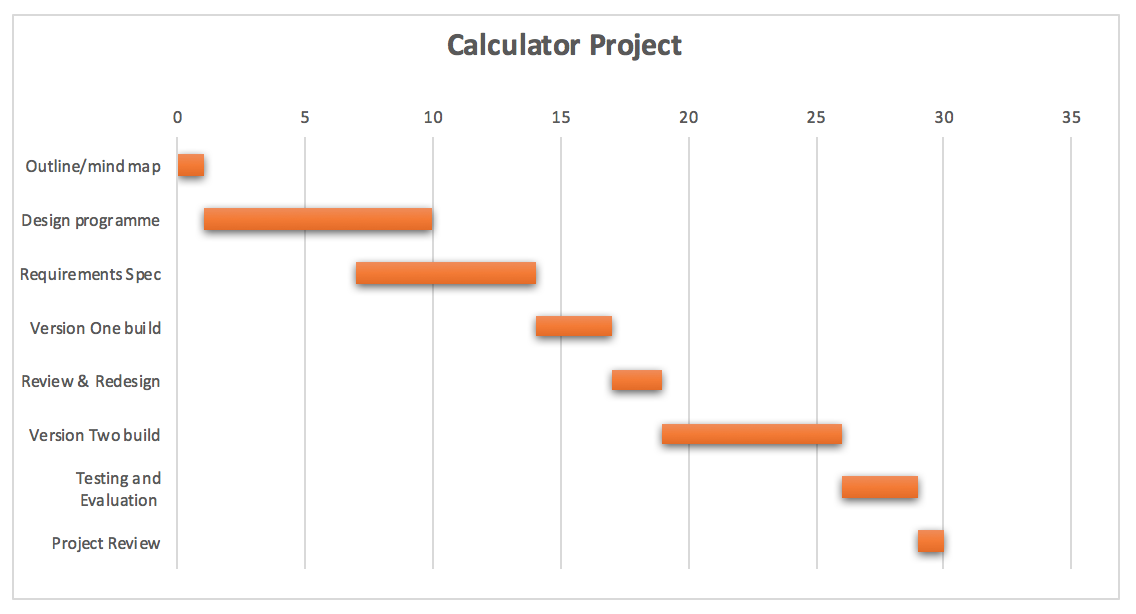 Calculator Project
0 5 10 15 20 25 30 35
Outline/mind map
Design programme
Requirements Spec
Version One build
Review & Redesign
Version Two build
Testing and
Evaluation
Project Review